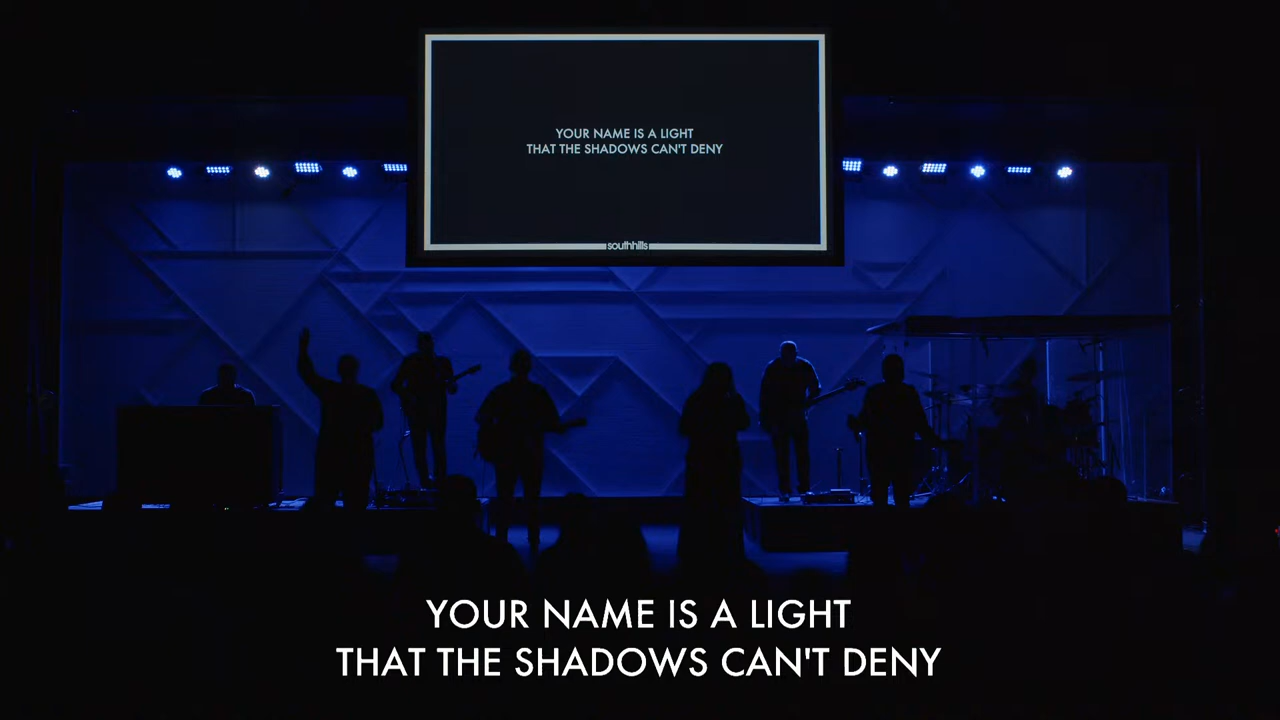 YOUR NAME IS A LIGHT
THAT THE SHADOWS CAN'T DENY
southhills
YOUR NAME IS A LIGHT
THAT THE SHADOWS CAN'T DENY